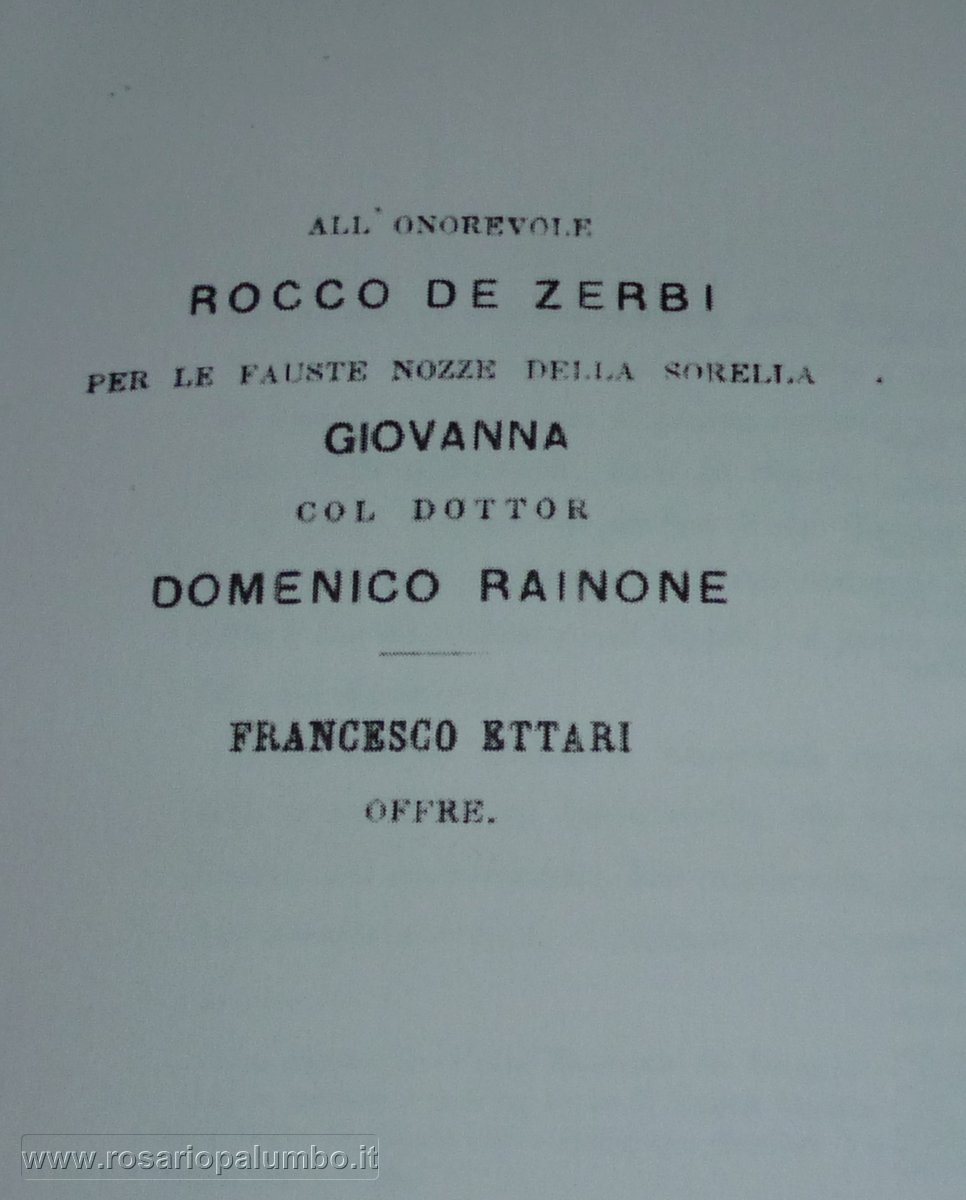 ALL' ONOREVOLE
ROCCO DE ZERBI
PER LE FAUSTE NOZZE DELLA SORELLA
GIOVANNA
COL DOTTOR
DOMENICO RAINONE
FRANCESCO ETTARI
OFFRE.
www.rosariopalumbo.it